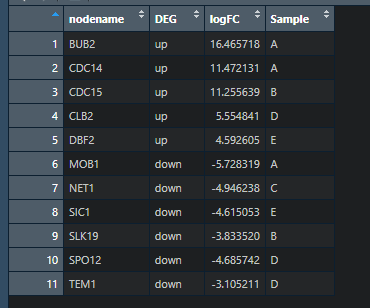 nodename DEG logFC Sample
1 BUB2 up 16.465718 A
2 CDC14 up 11.472131 A
3 CDC15 up 11.255639 B
4 CLB2 up 5.554841 D
5 DBF2 up 4.592605 E
6 MOB1 down -5.728319 A
7 NET1 down -4.946238 C
8 SIC1 down -4.615053 E
9 SLK19 down -3.833520 B
10 SPO12 down -4.685742 D
11 TEM1 down -3.105211 D